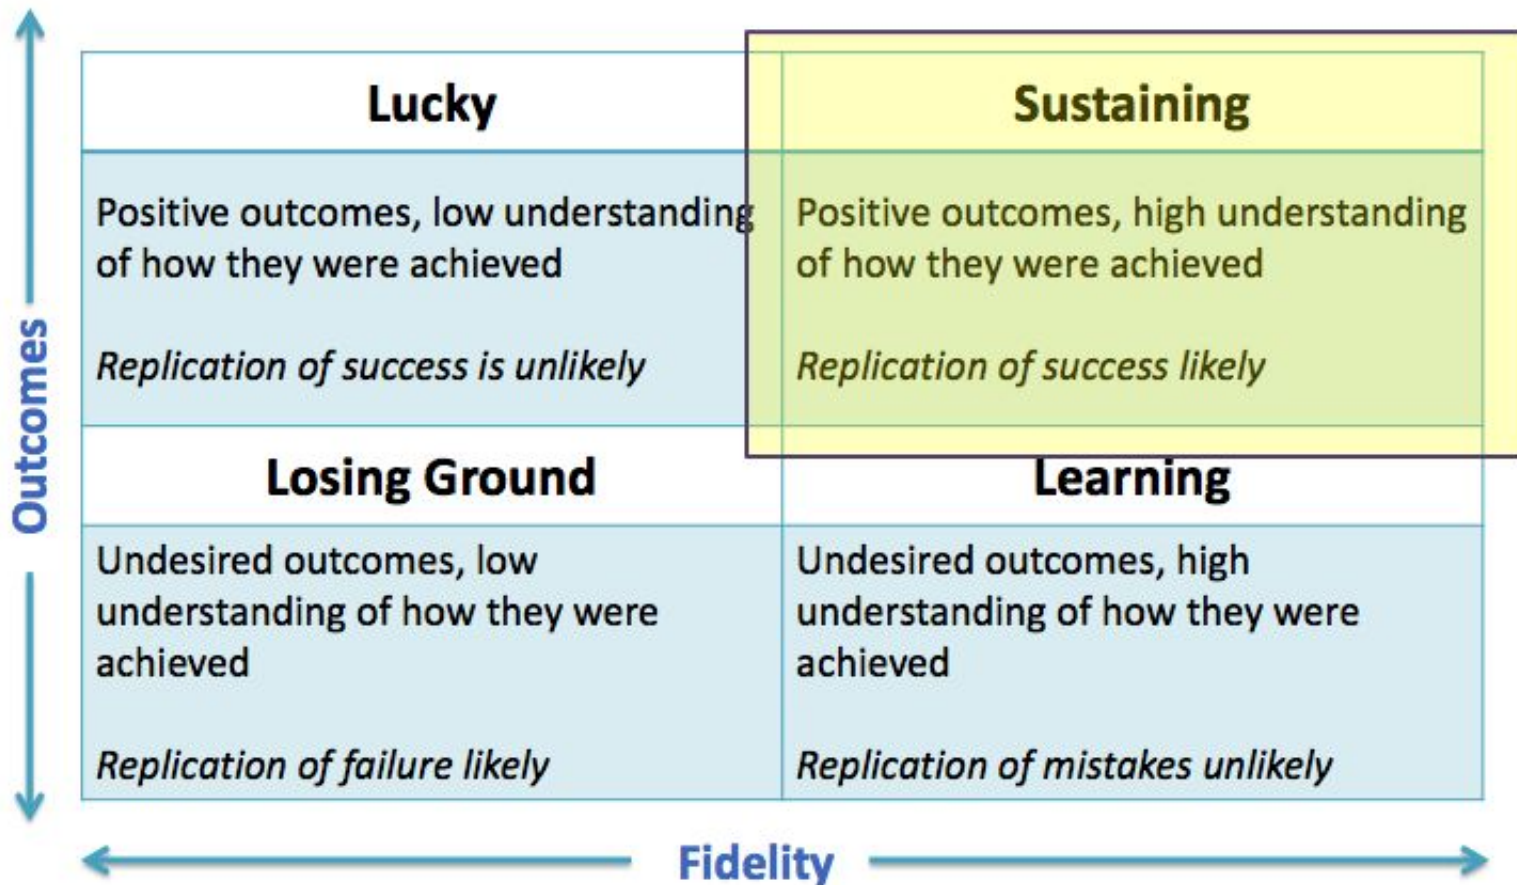 Outcomes
Lucky
Positive outcomes, low understanding
of how they were achieved
Replication of success is unlikely
Sustaining
Positive outcomes, high understanding
of how they were achieved
Replication of success likely
Losing Ground
Undesired outcomes, low
understanding of how they were
achieved
Replication of failure likely
Learning
Undesired outcomes, high
understanding of how they were
achieved
Replication of mistakes unlikely
Fidelity